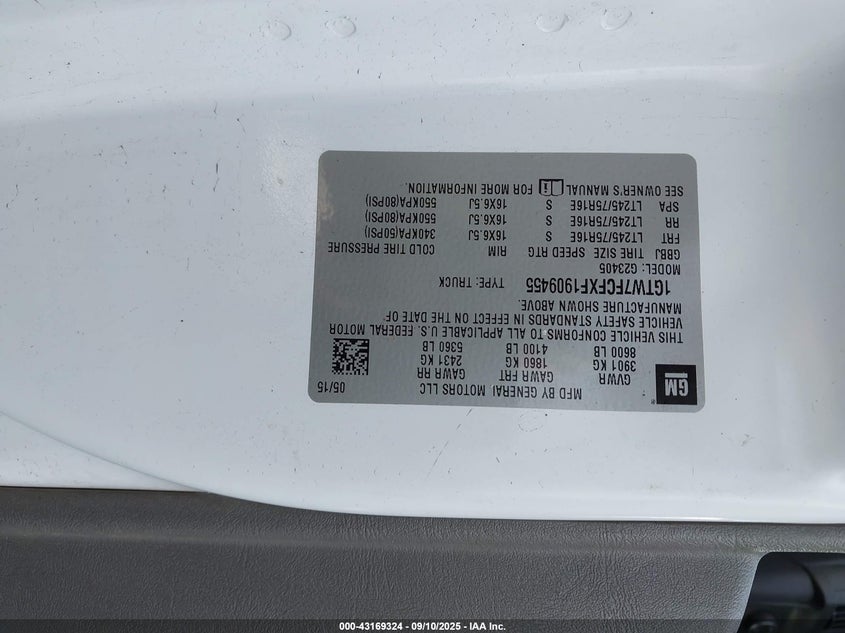 GM
MFD BY GENERAL MOTORS LLC 05/15
GVWR GAWR FRT GAWR RR
3901 KG 1860 KG 2431 KG
8600 LB 4100 LB 5360 LB
THIS VEHICLE CONFORMS TO ALL APPLICABLE U.S. FEDERAL MOTOR
VEHICLE SAFETY STANDARDS IN EFFECT ON THE DATE OF
MANUFACTURE SHOWN ABOVE.
1GTW7FCFXF1909455 TYPE: TRUCK
MODEL: G23405
GBBJ TIRE SIZE SPEED RTG RIM COLD TIRE PRESSURE
FRT LT245/75R16E S 16X6.5J 340KPA(50PSI)
RR LT245/75R16E S 16X6.5J 550KPA(80PSI)
SPA LT245/75R16E S 16X6.5J 550KPA(80PSI)
SEE OWNER'S MANUAL FOR MORE INFORMATION.
000-43169324 - 09/10/2025 - IAA Inc.